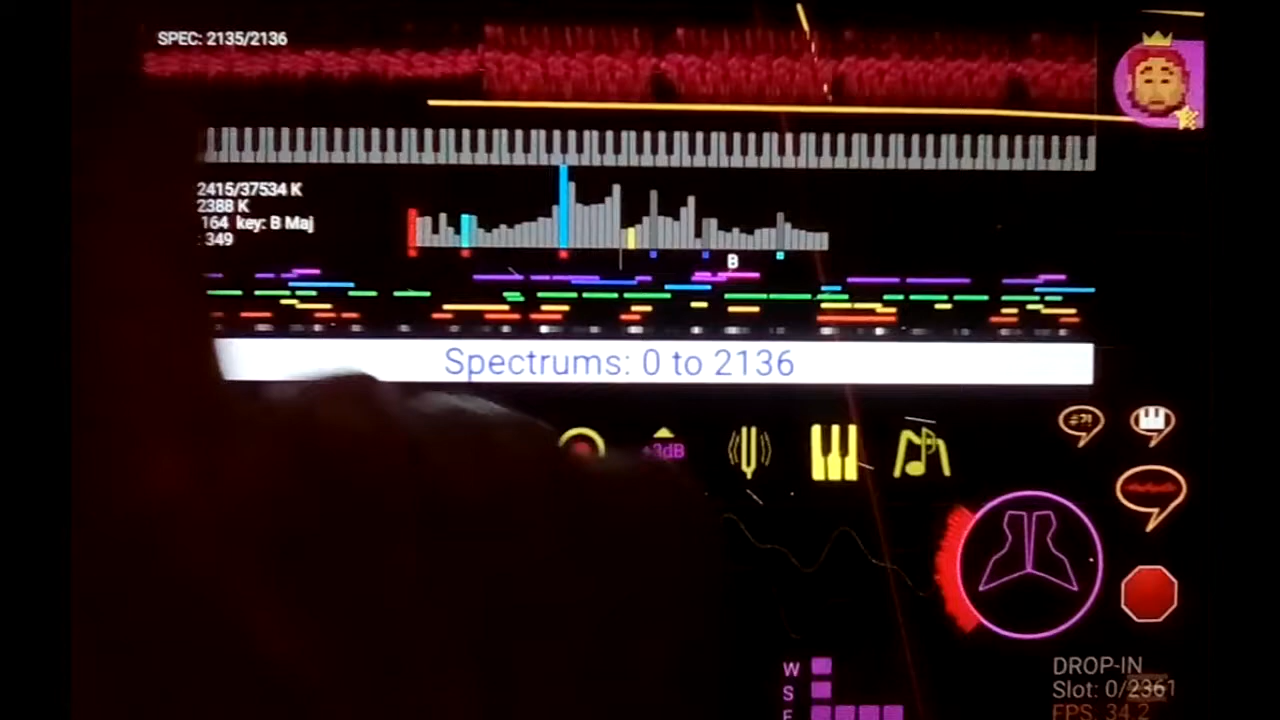 SPEC: 2135/2136
2415/37534 K
2388 K
164 key: B Maj
: 349
B
Spectrums: 0 to 2136
+3dB
#?!
W
S
DROP-IN
Slot: 0/2361
FPS: 34.2